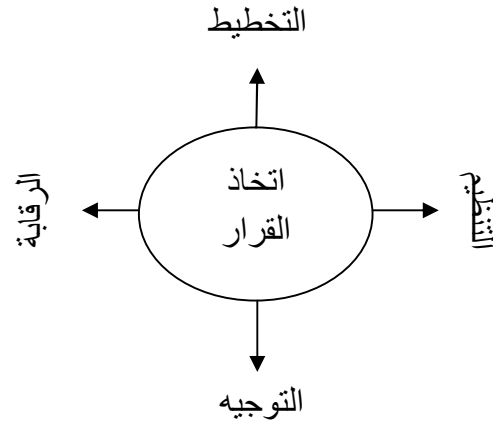 التخطيط
التنظيم
اتخاذ
القرار
الرقابة
التوجيه